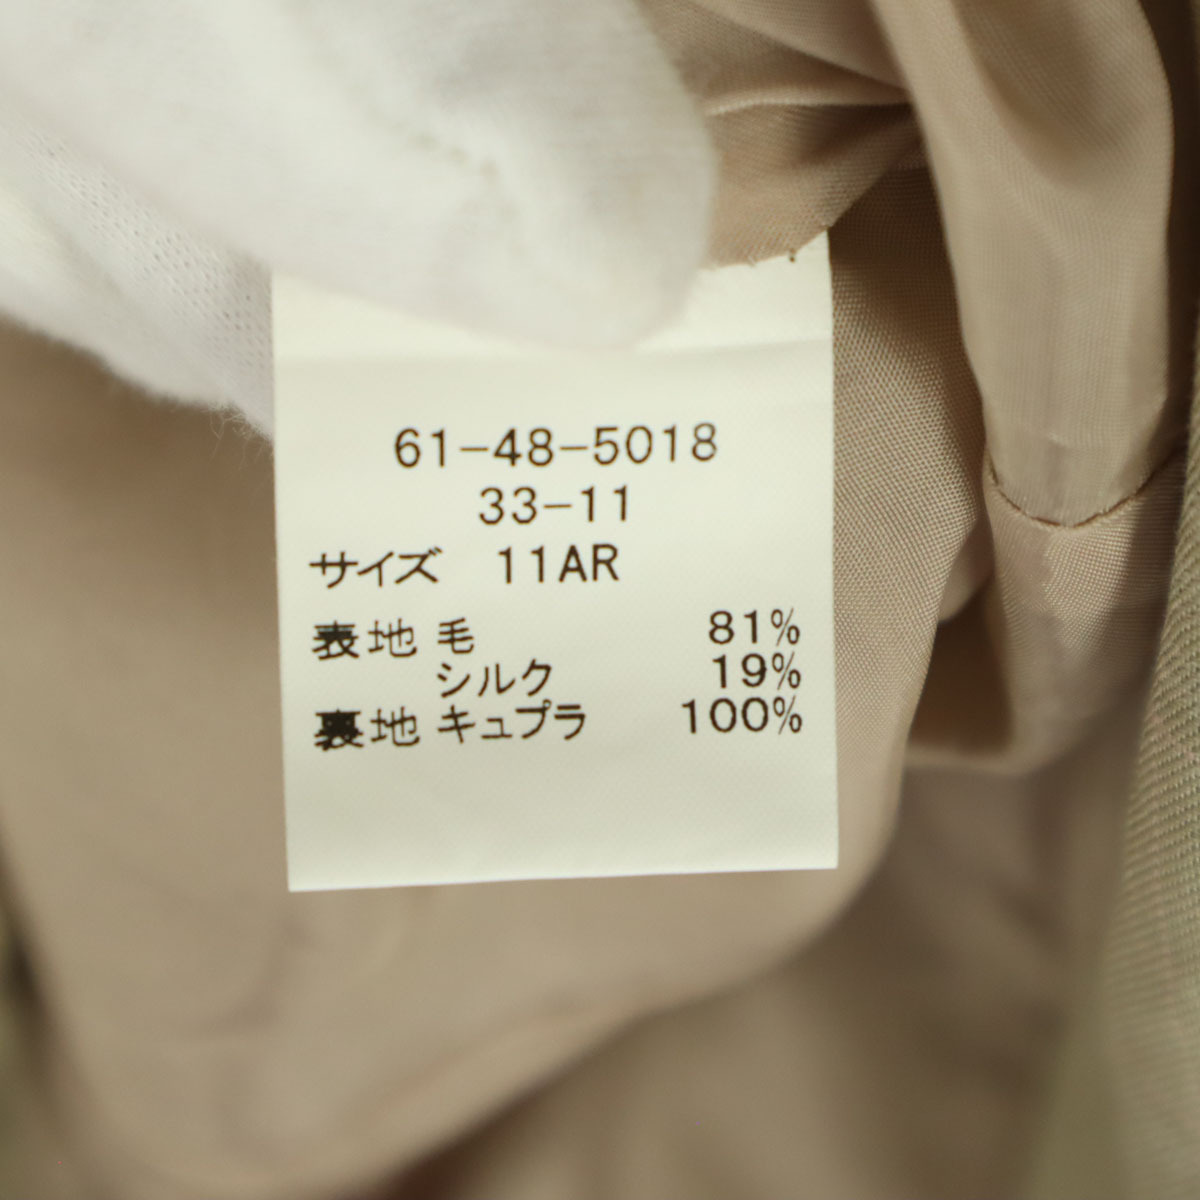 61-48-5018
33-11
サイズ 11AR
表地 毛 81%
シルク 19%
裏地 キュプラ 100%